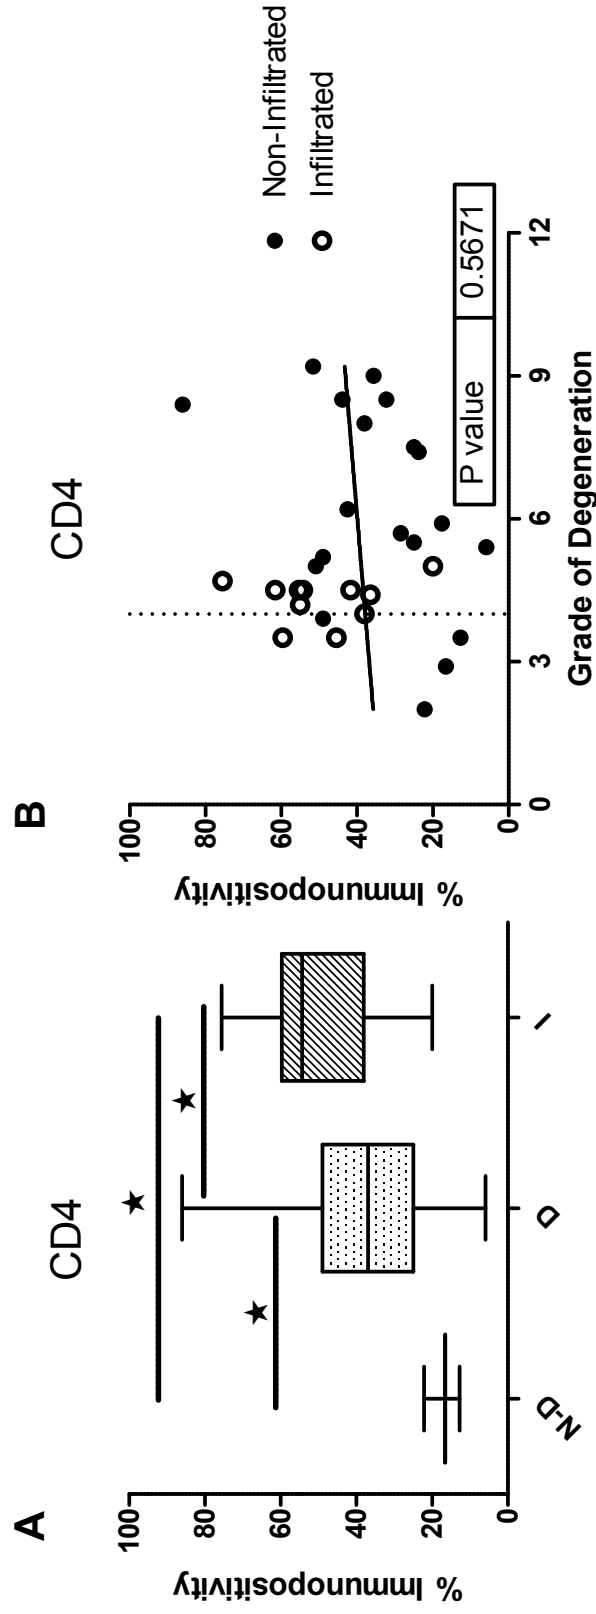 A
CD4
% Immunopositivity
100
80
60
40
20
0
N-D
D
I
B
CD4
% Immunopositivity
100
80
60
40
20
0
0
3
6
9
12
Grade of Degeneration
Non-Infiltrated
Infiltrated
P value 0.5671